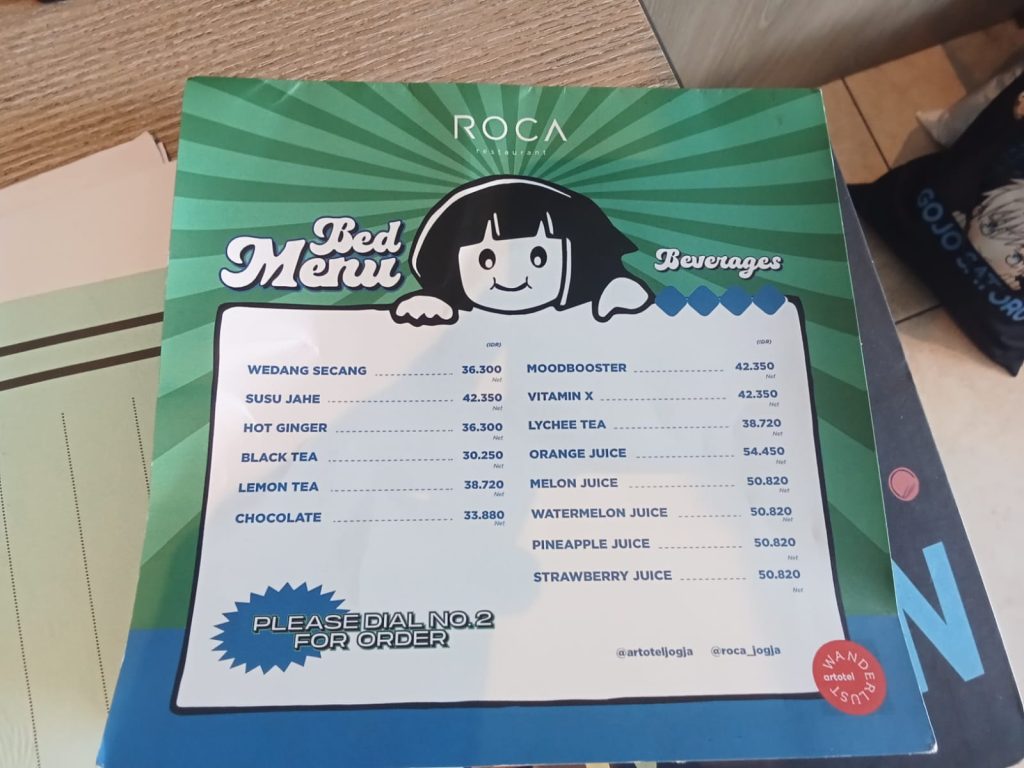 ROCA
restaurant
Bed
Menu
Beverages
(IDR)
WEDANG SECANG 36.300
Net
SUSU JAHE 42.350
Net
HOT GINGER 36.300
Net
BLACK TEA 30.250
Net
LEMON TEA 38.720
Net
CHOCOLATE 33.880
Net
(IDR)
MOODBOOSTER 42.350
Net
VITAMIN X 42.350
Net
LYCHEE TEA 38.720
Net
ORANGE JUICE 54.450
Net
MELON JUICE 50.820
Net
WATERMELON JUICE 50.820
Net
PINEAPPLE JUICE 50.820
Net
STRAWBERRY JUICE 50.820
Net
PLEASE DIAL NO.2
FOR ORDER
@artoteljogja @roca_jogja
WANDERLUST
artotel
N
GOJO SATORU